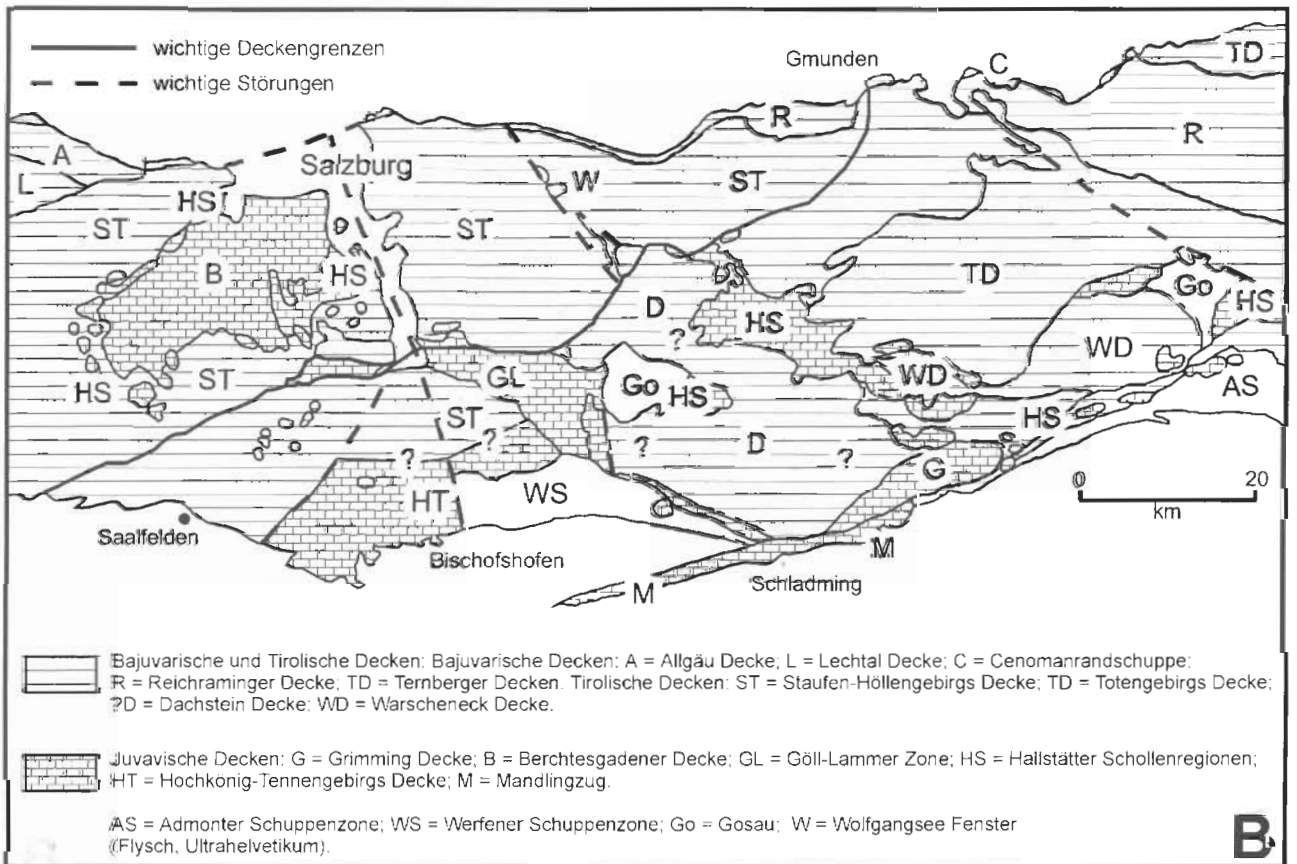 wichtige Deckengrenzen
wichtige Störungen
Gmunden
C
TD
A
L
Salzburg
R
R
HS
W
ST
ST
ST
B
HS
D
?
HS
TD
Go
HS
WD
AS
HS
ST
GL
Go
HS
WD
HS
ST
?
?
?
D
?
G
HT
WS
0 20
km
Saalfelden
Bischofshofen
M
M
Schladming
Bajuvarische und Tirolische Decken: Bajuvarische Decken: A = Allgäu Decke; L = Lechtal Decke; C = Cenomanrandschuppe;
R = Reichraminger Decke; TD = Ternberger Decken. Tirolische Decken: ST = Staufen-Höllengebirgs Decke; TD = Totengebirgs Decke;
?D = Dachstein Decke; WD = Warscheneck Decke.
Juvavische Decken: G = Grimming Decke; B = Berchtesgadener Decke; GL = Göll-Lammer Zone; HS = Hallstätter Schollenregionen;
HT = Hochkönig-Tennengebirgs Decke; M = Mandlingzug.
AS = Admonter Schuppenzone; WS = Werfener Schuppenzone; Go = Gosau; W = Wolfgangsee Fenster
(Flysch, Ultrahelvetikum).
B